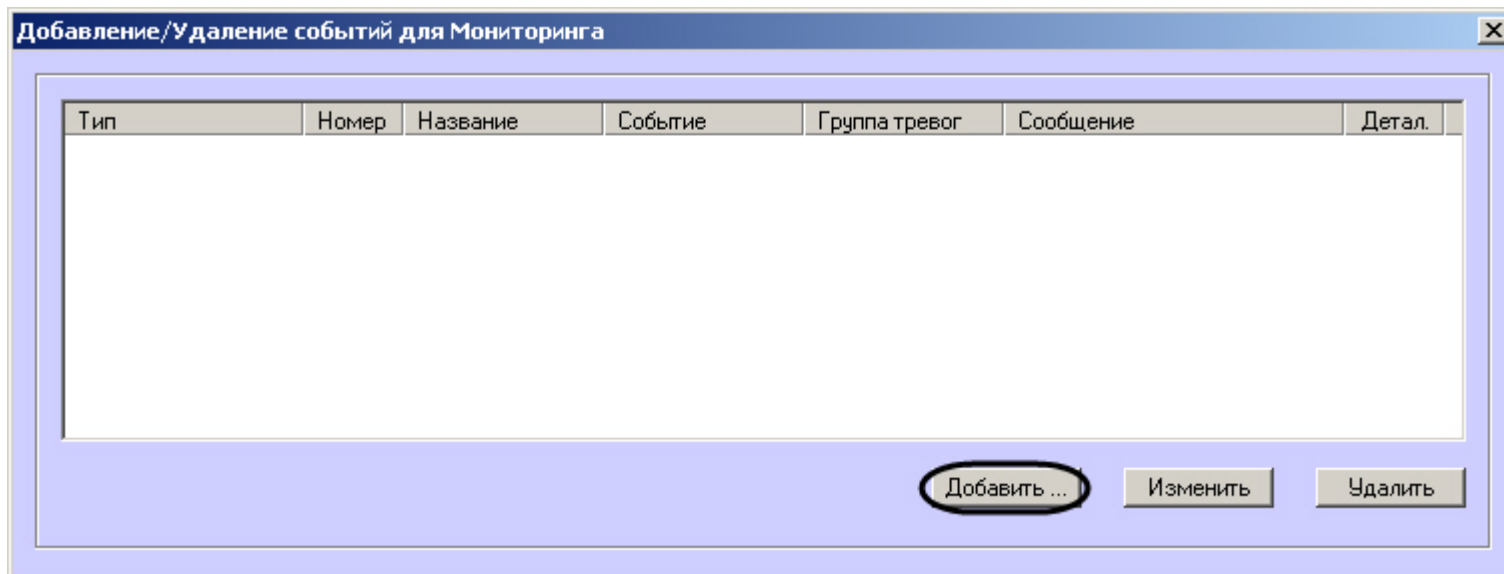 Добавление/Удаление событий для Мониторинга
Тип Номер Название Событие Группа тревог Сообщение Детал.
Добавить ... Изменить Удалить